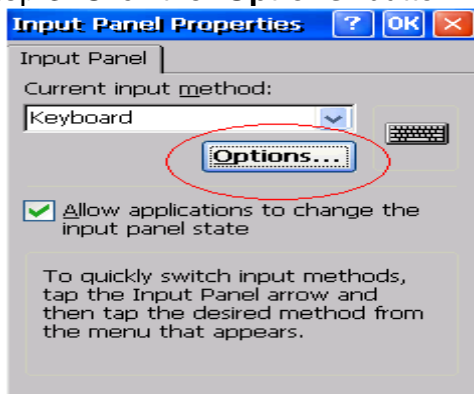 Input Panel Properties ? OK
Input Panel
Current input method:
Keyboard
Options...
Allow applications to change the
input panel state
To quickly switch input methods,
tap the Input Panel arrow and
then tap the desired method from
the menu that appears.